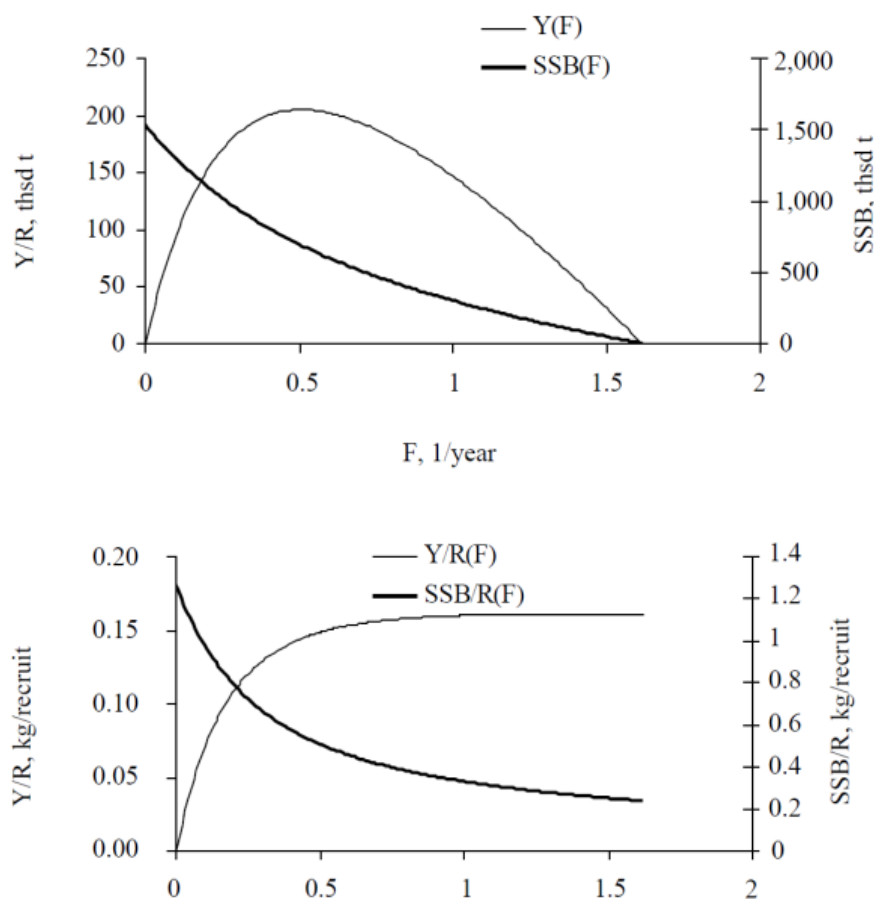 Y(F)
SSB(F)
250
200
150
100
50
0
Y/R, thsd t
2,000
1,500
1,000
500
0
SSB, thsd t
0 0.5 1 1.5 2
F, 1/year
Y/R(F)
SSB/R(F)
0.20
0.15
0.10
0.05
0.00
Y/R, kg/recruit
1.4
1.2
1
0.8
0.6
0.4
0.2
0
SSB/R, kg/recruit
0 0.5 1 1.5 2